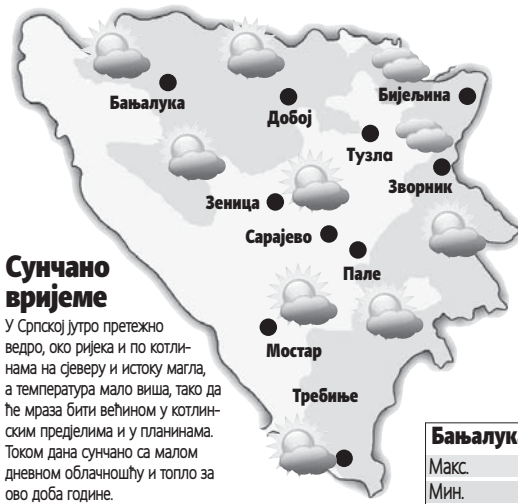 Бањалука
Добој
Бијељина
Тузла
Зворник
Зеница
Сарајево
Пале
Мостар
Требиње
Сунчано
вријеме
У Српској јутро претежно
ведро, око ријека и по котли-
нама на сјеверу и истоку магла,
а температура мало виша, тако да
ће мраза бити већином у котлин-
ским предјелима и у планинама.
Током дана сунчано са малом
дневном облачношћу и топло за
ово доба године.
Бањалука
Макс.
Мин.